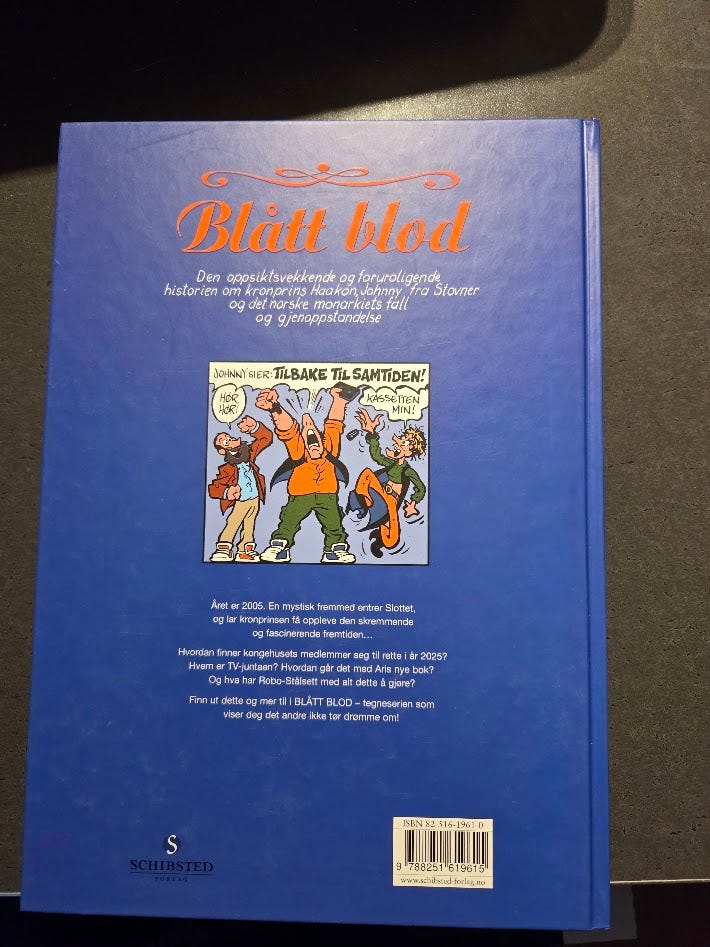 Blått blod
Den oppsiktsvekkende og foruroligende
historien om kronprins Haakon, Johnny fra Stovner
og det norske monarkiets fall
og gjenoppstandelse
JOHNNY SIER: TILBAKE TIL SAMTIDEN!
HØR
HØR!
KASSETTEN
MIN!
Året er 2005. En mystisk fremmed entrer Slottet,
og lar kronprinsen få oppleve den skremmende
og fascinerende fremtiden…
Hvordan finner kongehusets medlemmer seg til rette i år 2025?
Hvem er TV-juntaen? Hvordan går det med Aris nye bok?
Og hva har Robo-Stålsett med alt dette å gjøre?
Finn ut dette og mer til i BLÅTT BLOD – tegneserien som
viser deg det andre ikke tør drømme om!
S
SCHIBSTED
FORLAG
ISBN 82-516-1961-0
9 788251 619615
www.schibsted-forlag.no